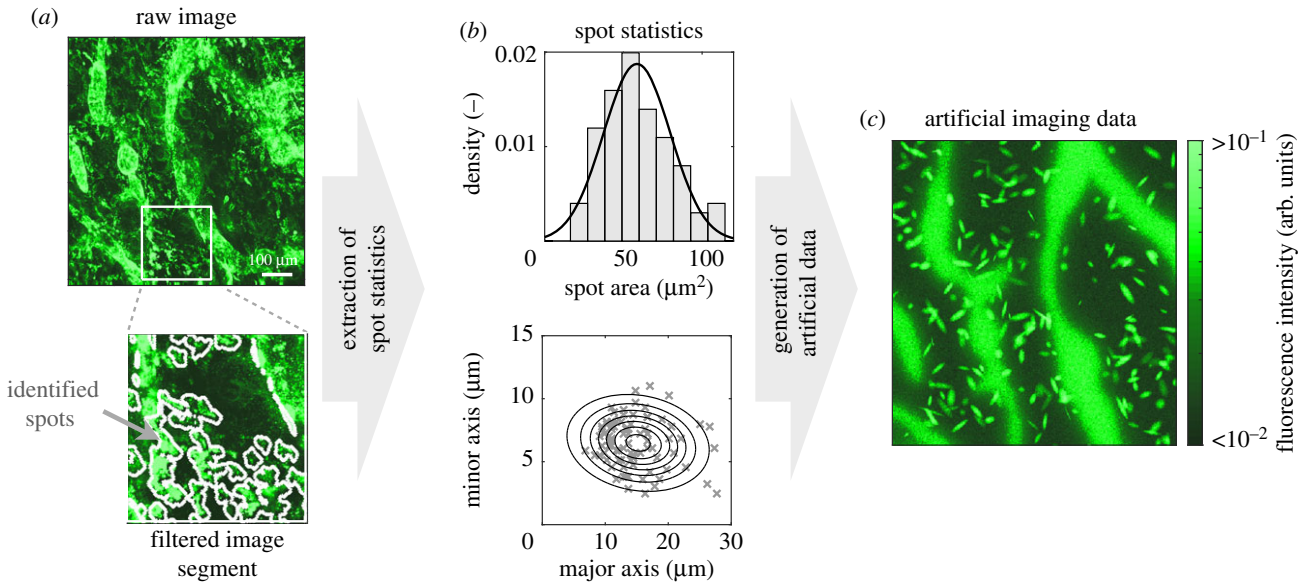 (a)
raw image
100 μm
identified
spots
filtered image
segment
extraction of
spot statistics
(b)
spot statistics
0.02
0.01
0
50
100
density (–)
spot area (μm²)
15
10
5
0
10
20
30
minor axis (μm)
major axis (μm)
generation of
artificial data
(c)
artificial imaging data
>10⁻¹
<10⁻²
fluorescence intensity (arb. units)